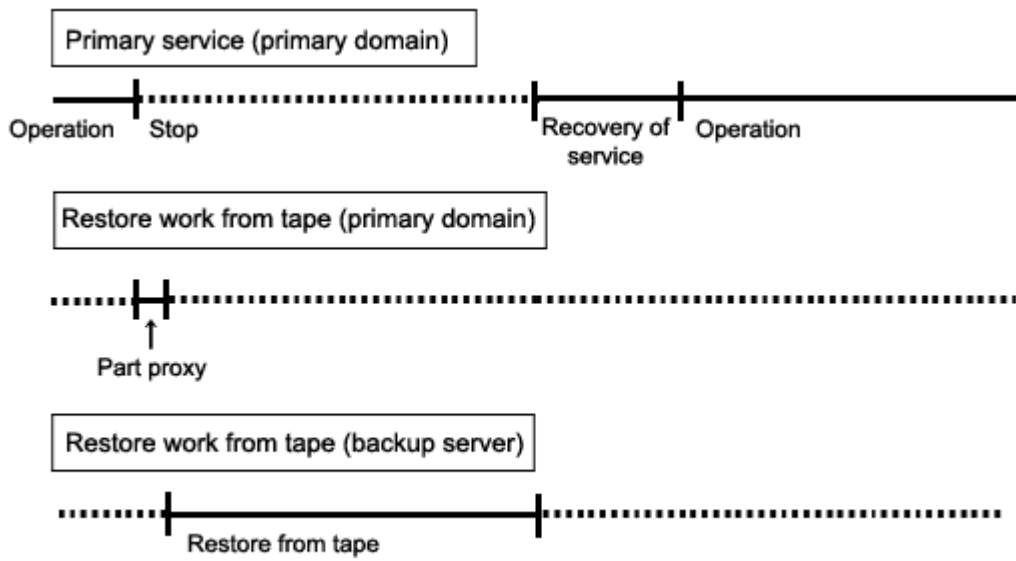 Primary service (primary domain)
Operation
Stop
Recovery of
service
Operation
Restore work from tape (primary domain)
Part proxy
Restore work from tape (backup server)
Restore from tape